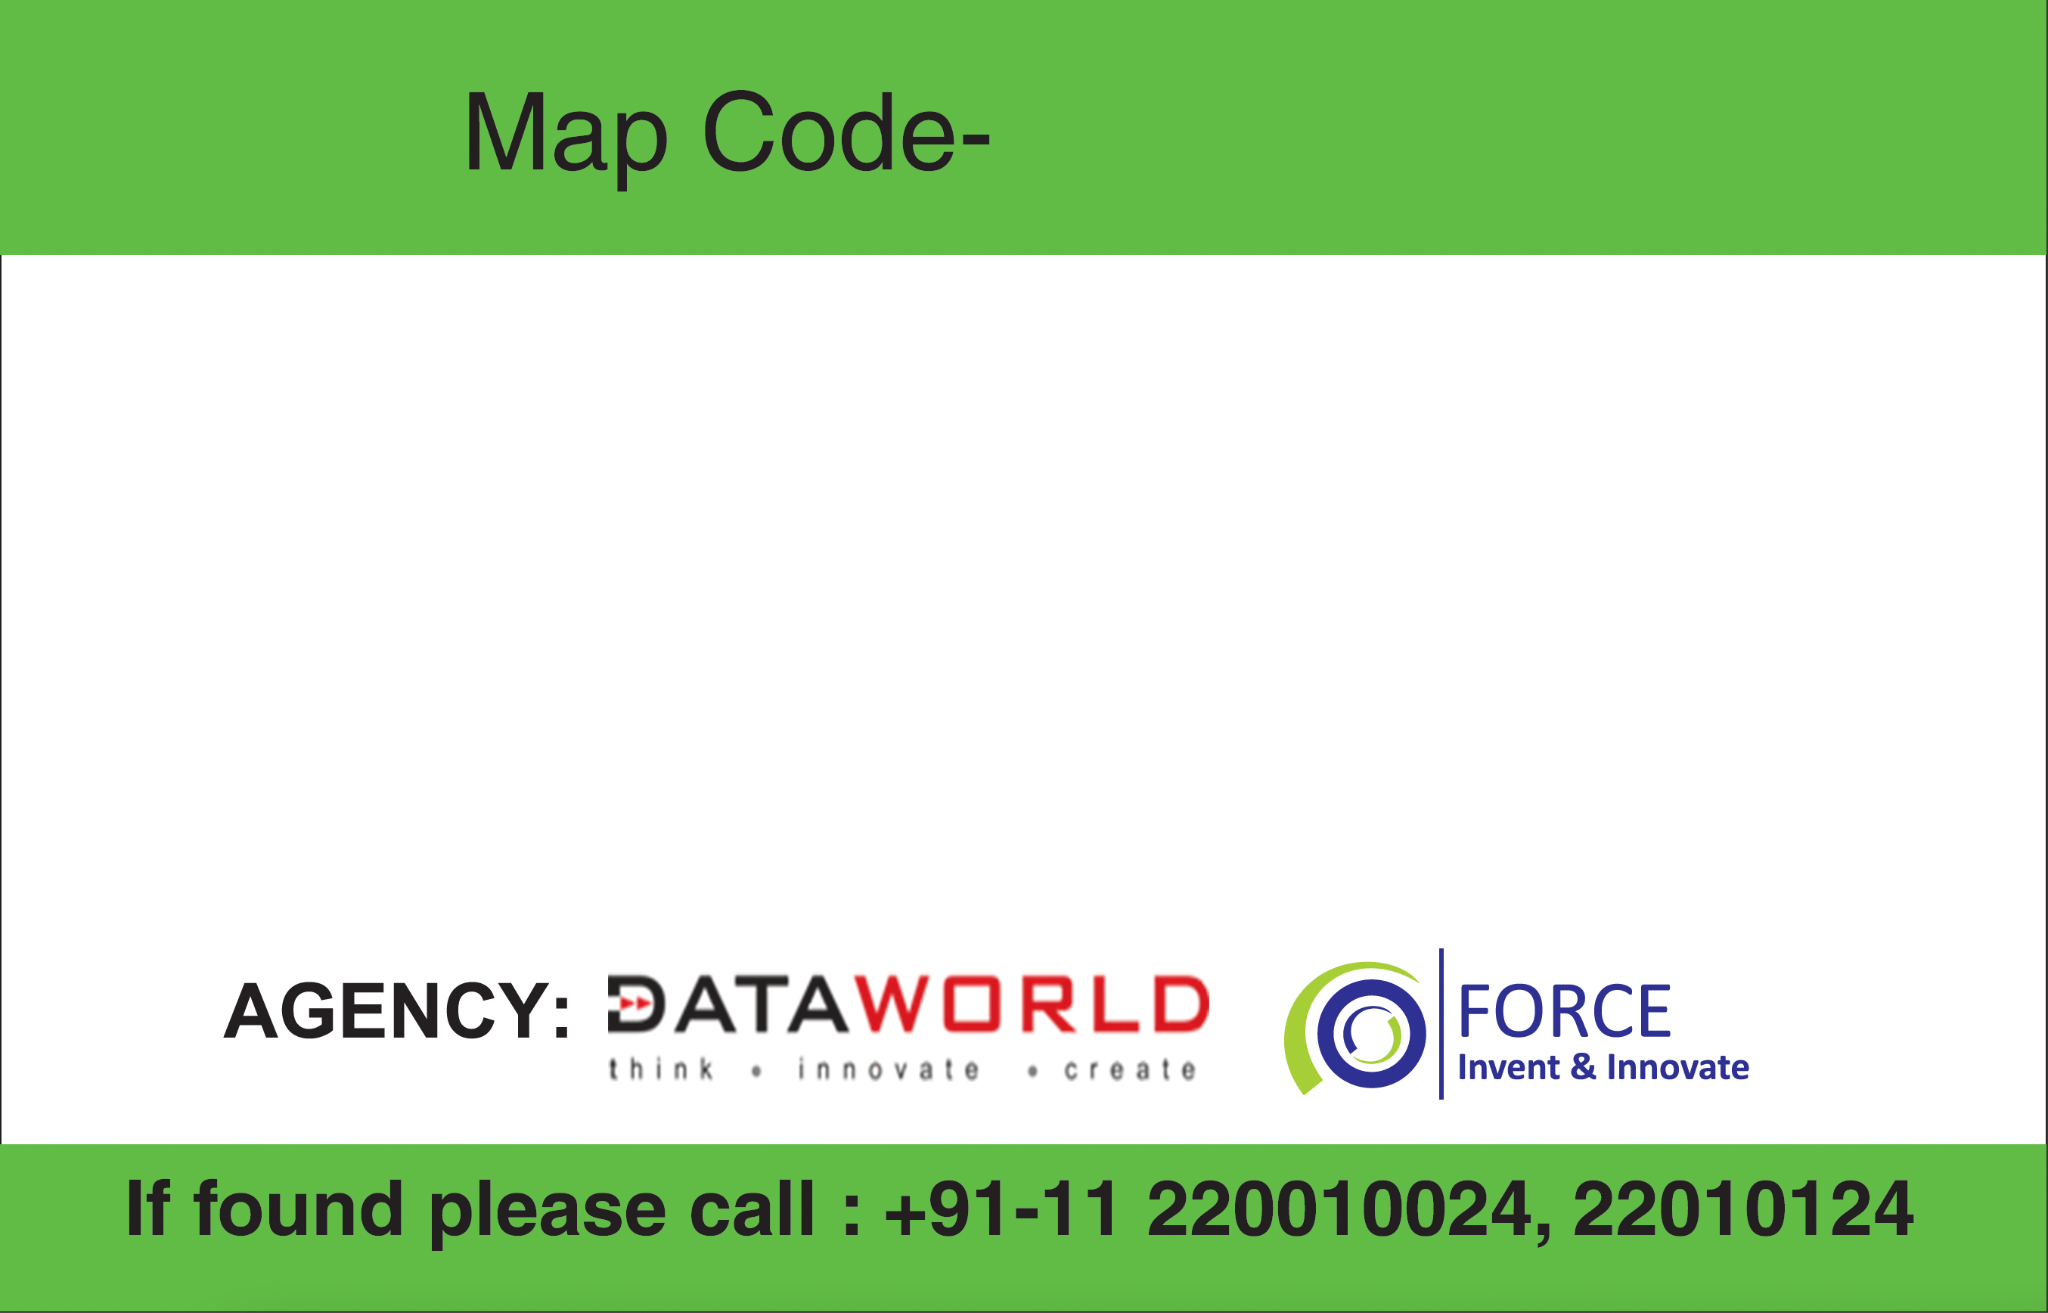 Map Code-
AGENCY: DATAWORLD
think • innovate • create
FORCE
Invent & Innovate
If found please call : +91-11 220010024, 22010124